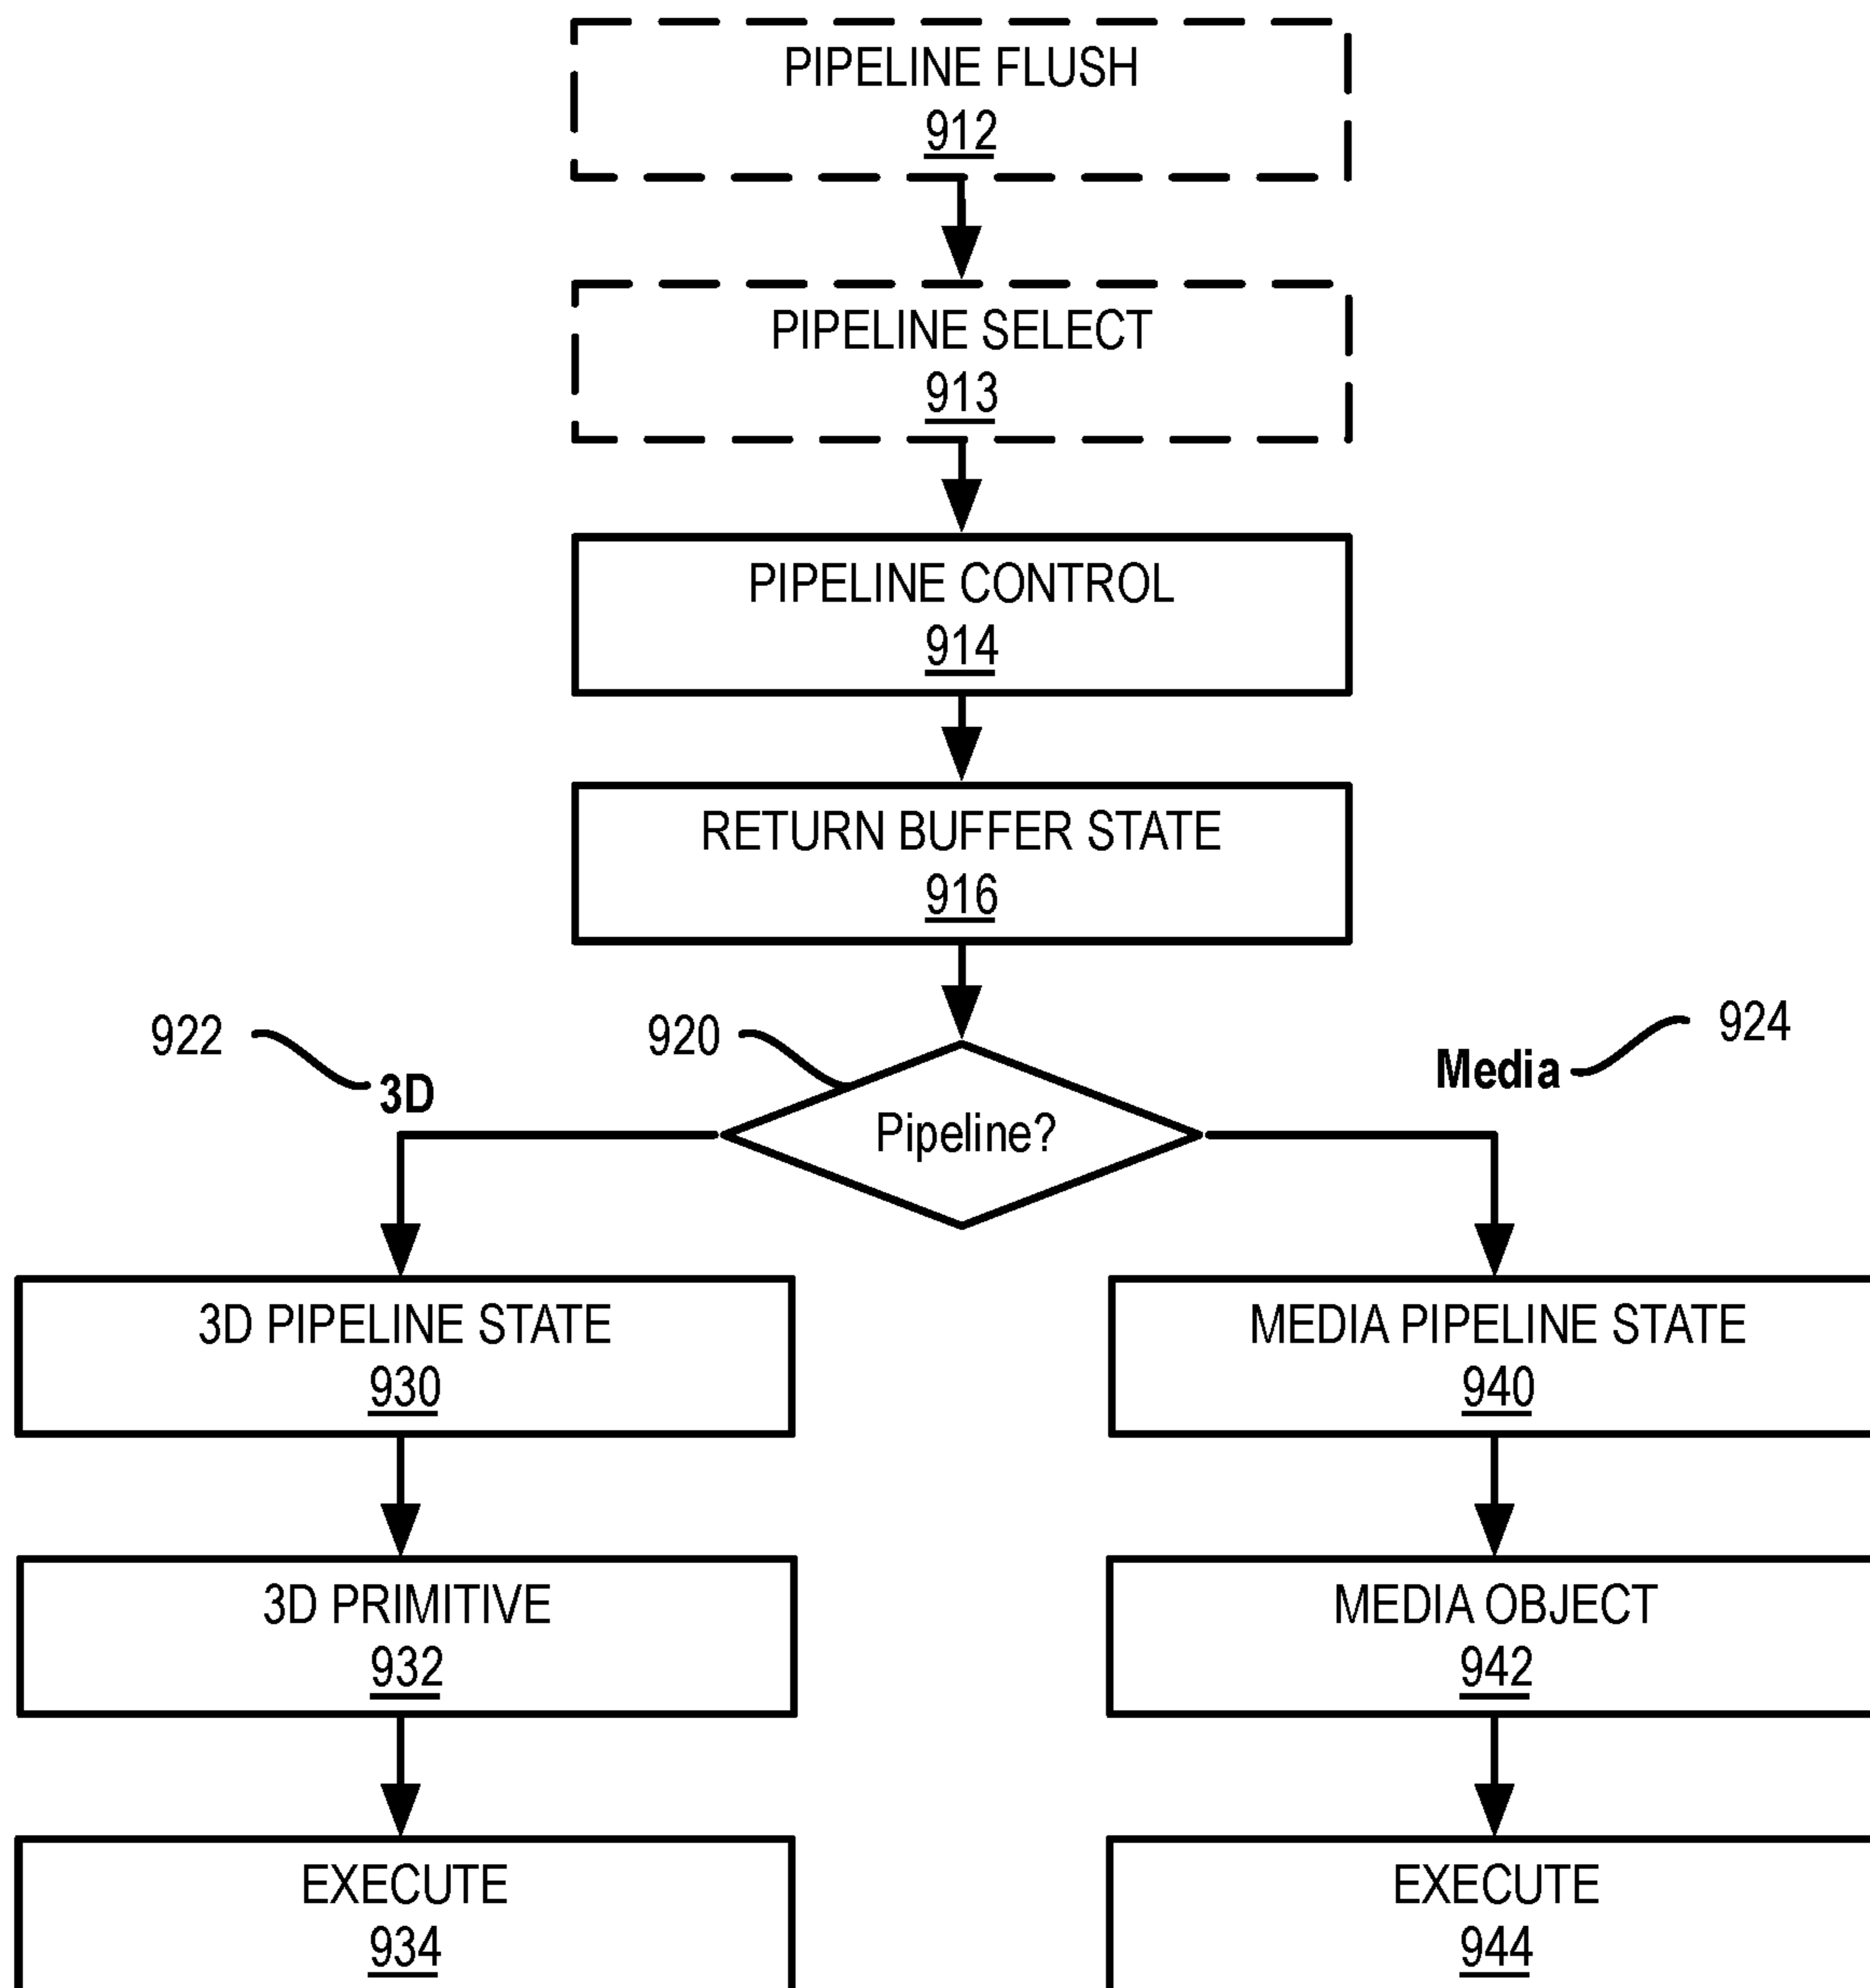 PIPELINE FLUSH
912
PIPELINE SELECT
913
PIPELINE CONTROL
914
RETURN BUFFER STATE
916
922
920
924
3D
Media
Pipeline?
3D PIPELINE STATE
930
MEDIA PIPELINE STATE
940
3D PRIMITIVE
932
MEDIA OBJECT
942
EXECUTE
934
EXECUTE
944